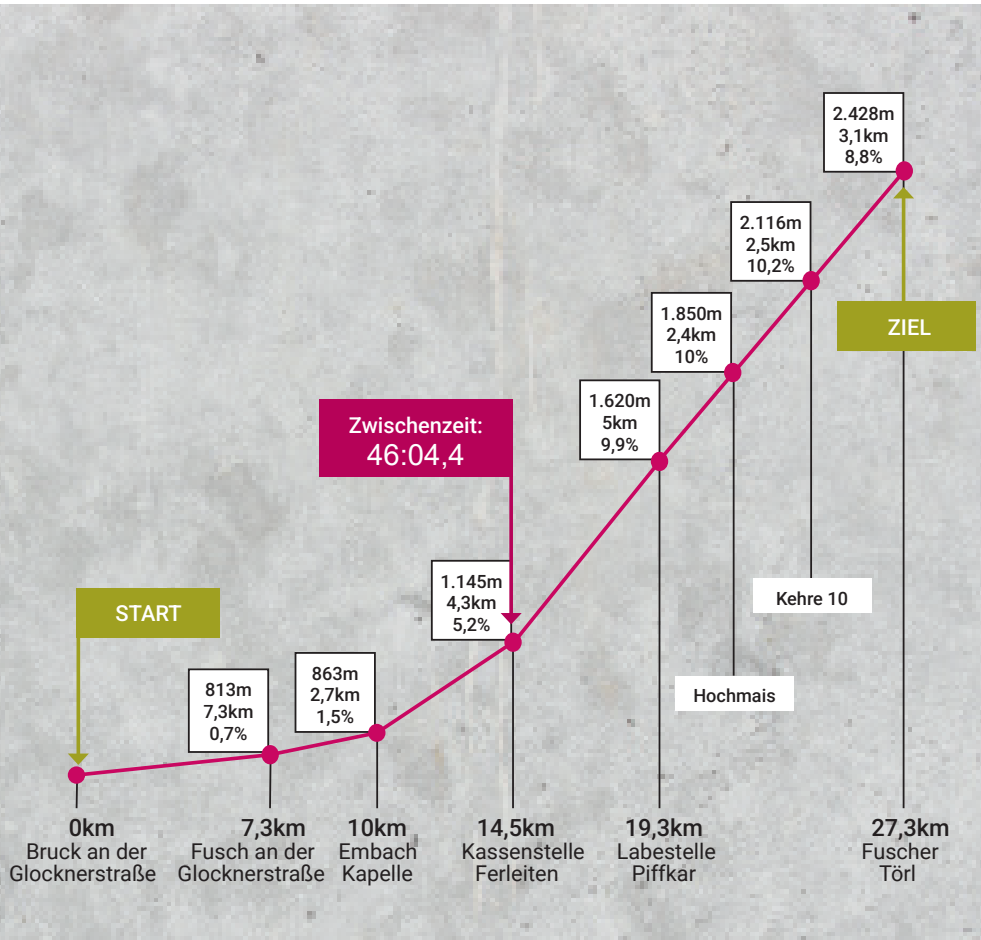 2.428m
3,1km
8,8%
2.116m
2,5km
10,2%
ZIEL
1.850m
2,4km
10%
1.620m
5km
9,9%
Zwischenzeit:
46:04,4
1.145m
4,3km
5,2%
Kehre 10
START
863m
2,7km
1,5%
813m
7,3km
0,7%
Hochmais
0km
Bruck an der
Glocknerstraße
7,3km
Fusch an der
Glocknerstraße
10km
Embach
Kapelle
14,5km
Kassenstelle
Ferleiten
19,3km
Labestelle
Piffkar
27,3km
Fuscher
Törl